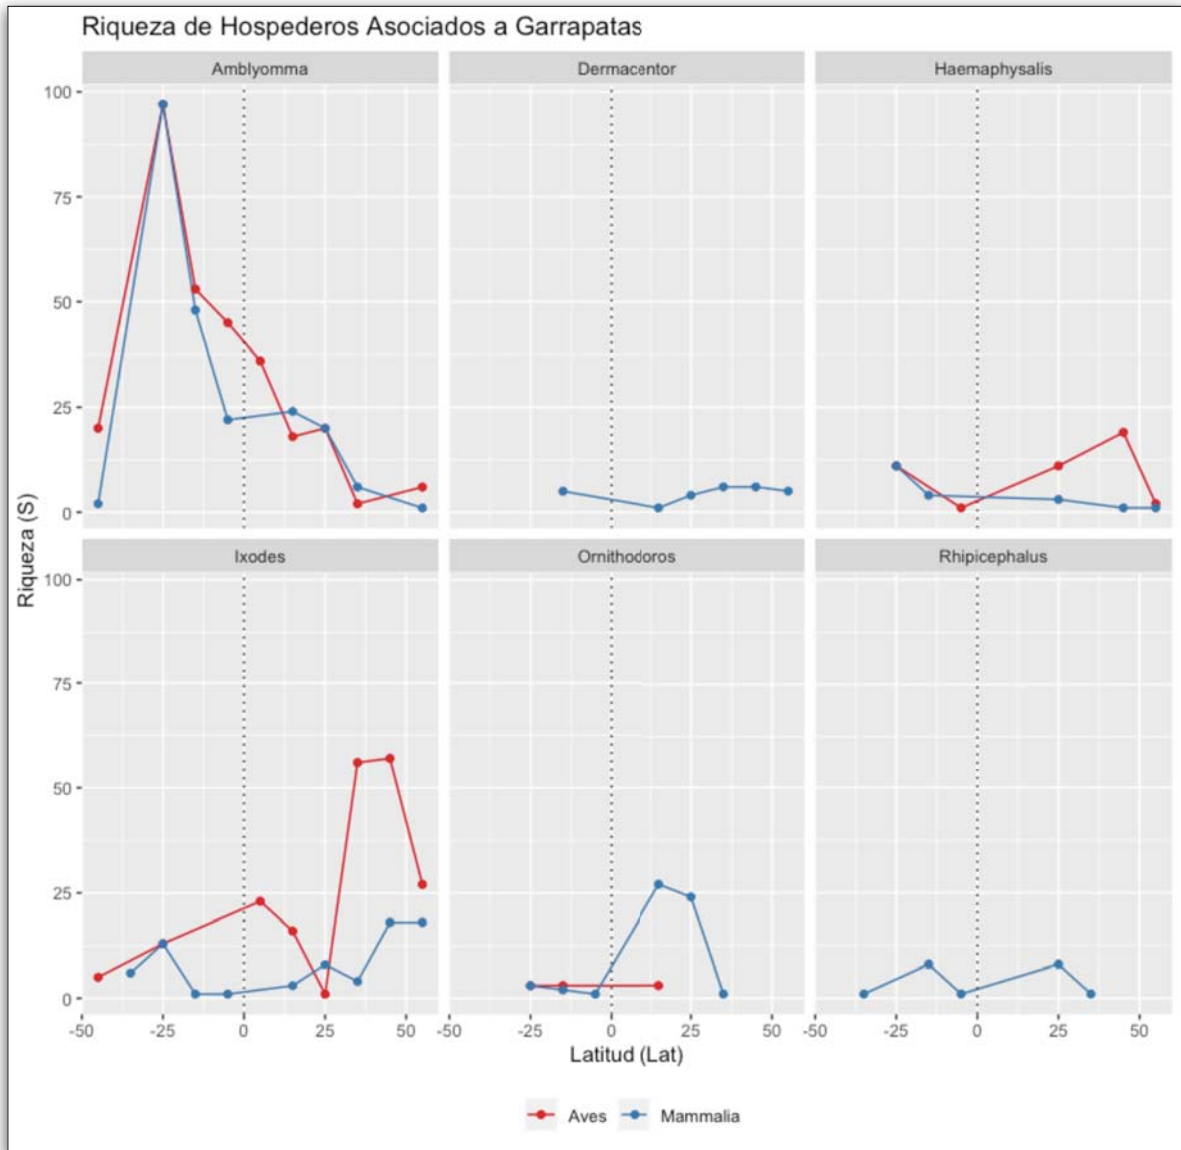 Riqueza de Hospederos Asociados a Garrapatas
Amblyomma
Dermacentor
Haemaphysalis
100
75
50
25
0
Riqueza (S)
Ixodes
Ornithodoros
Rhipicephalus
100
75
50
25
0
-50 -25 0 25 50 -50 -25 0 25 50 -50 -25 0 25 50
Latitud (Lat)
Aves Mammalia